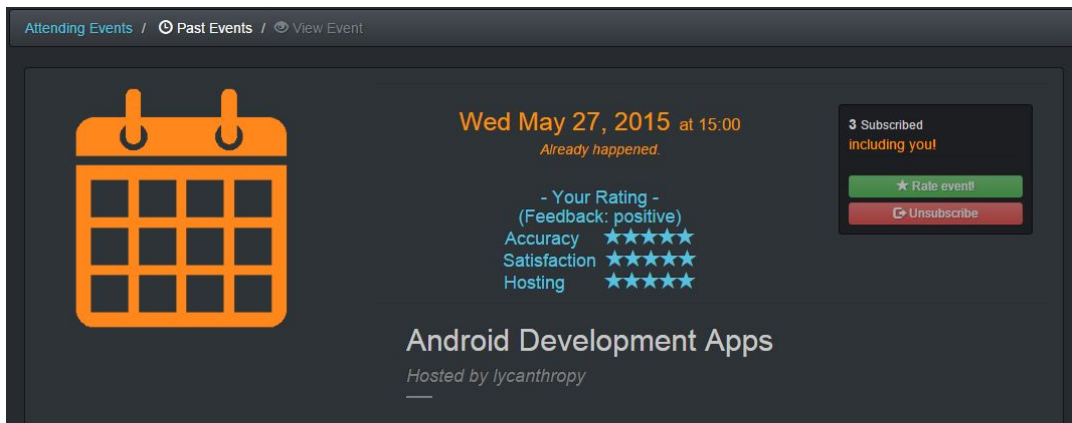 Attending Events / Past Events / View Event
Wed May 27, 2015 at 15:00
Already happened.
- Your Rating -
(Feedback: positive)
Accuracy ★★★★★
Satisfaction ★★★★★
Hosting ★★★★★
3 Subscribed
including you!
★ Rate event!
Unsubscribe
Android Development Apps
Hosted by lycanthropy